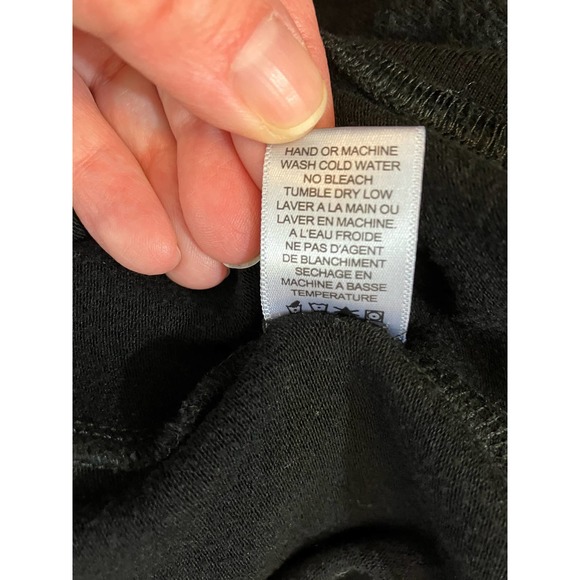 HAND OR MACHINE
WASH COLD WATER
NO BLEACH
TUMBLE DRY LOW
LAVER A LA MAIN OU
LAVER EN MACHINE.
A L'EAU FROIDE
NE PAS D'AGENT
DE BLANCHIMENT
SECHAGE EN
MACHINE A BASSE
TEMPERATURE